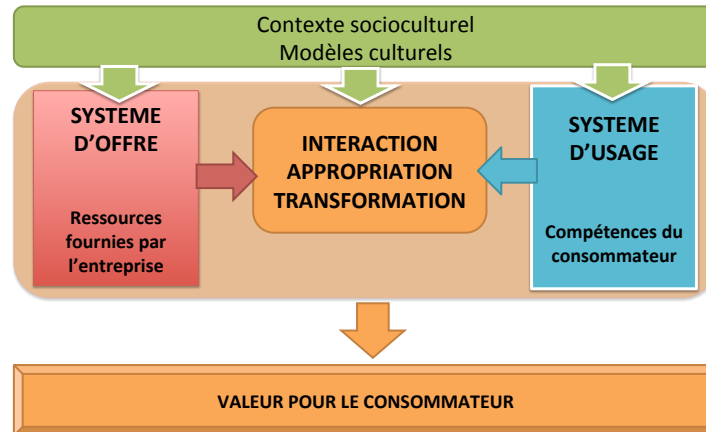 Contexte socioculturel
Modèles culturels
SYSTEME
D'OFFRE
Ressources
fournies par
l'entreprise
INTERACTION
APPROPRIATION
TRANSFORMATION
SYSTEME
D'USAGE
Compétences du
consommateur
VALEUR POUR LE CONSOMMATEUR